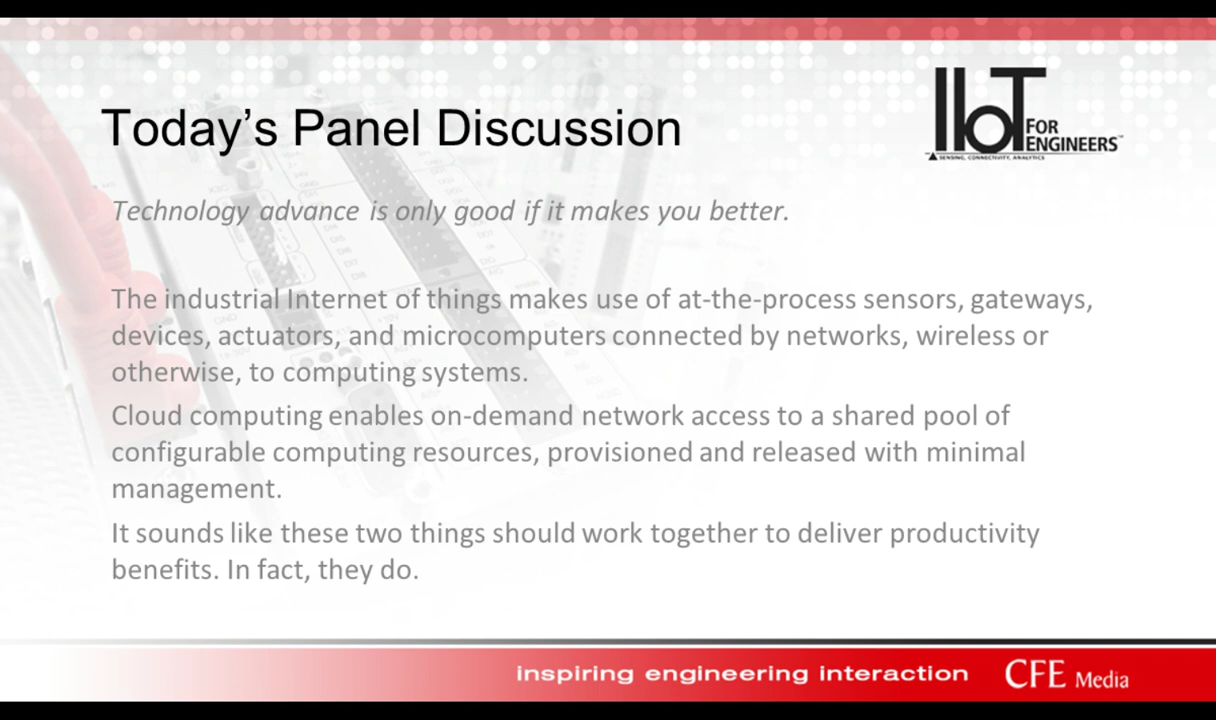 Today's Panel Discussion
IIoT
FOR
ENGINEERS™
SENSING, CONNECTIVITY, ANALYTICS
Technology advance is only good if it makes you better.
The industrial Internet of things makes use of at-the-process sensors, gateways,
devices, actuators, and microcomputers connected by networks, wireless or
otherwise, to computing systems.
Cloud computing enables on-demand network access to a shared pool of
configurable computing resources, provisioned and released with minimal
management.
It sounds like these two things should work together to deliver productivity
benefits. In fact, they do.
inspiring engineering interaction
CFE Media